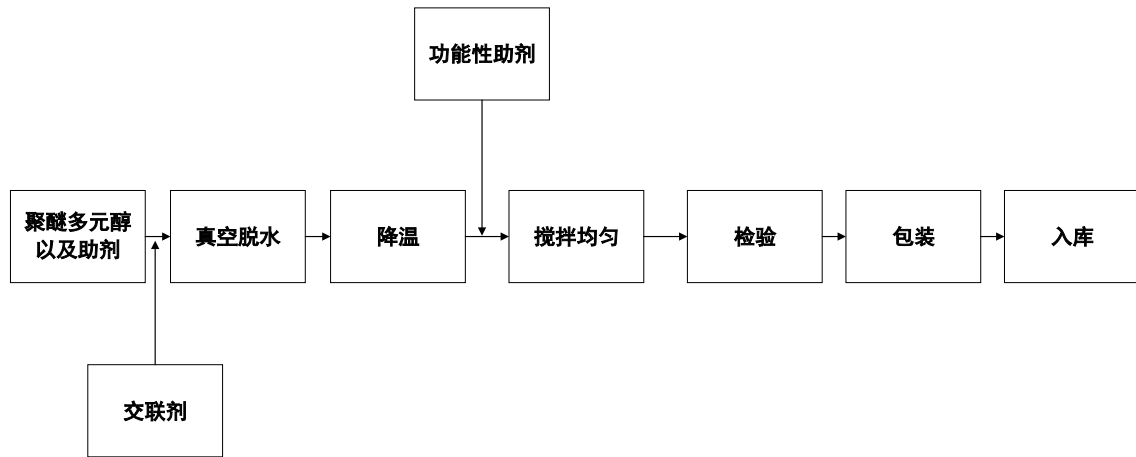 功能性助剂
聚醚多元醇
以及助剂
真空脱水
降温
搅拌均匀
检验
包装
入库
交联剂